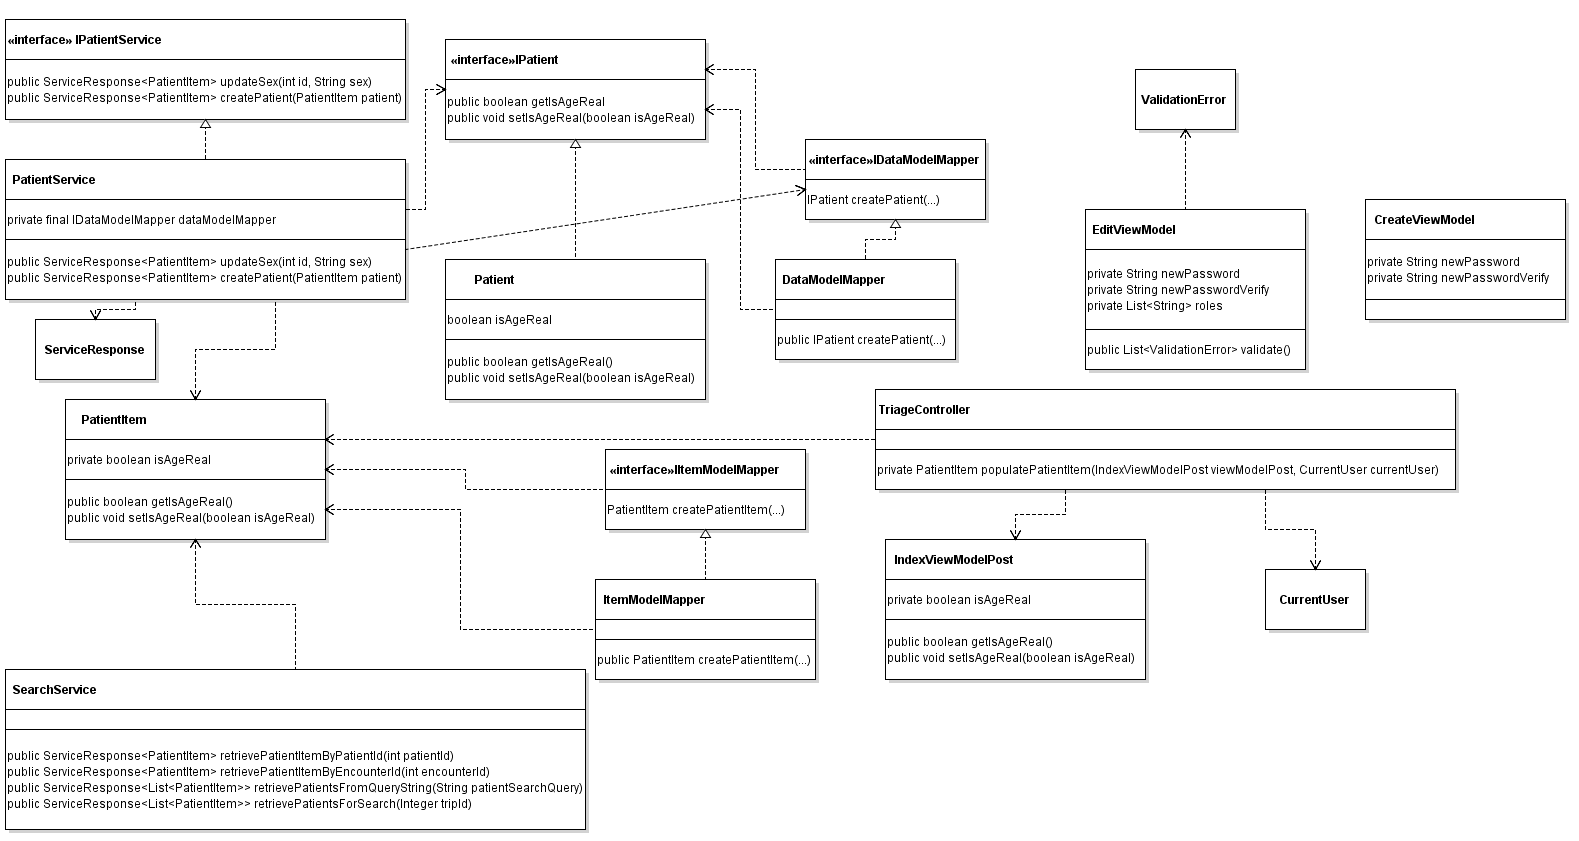 «interface» IPatientService
public ServiceResponse<PatientItem> updateSex(int id, String sex)
public ServiceResponse<PatientItem> createPatient(PatientItem patient)
«interface»IPatient
public boolean getIsAgeReal
public void setIsAgeReal(boolean isAgeReal)
ValidationError
«interface»IDataModelMapper
IPatient createPatient(...)
PatientService
private final IDataModelMapper dataModelMapper
public ServiceResponse<PatientItem> updateSex(int id, String sex)
public ServiceResponse<PatientItem> createPatient(PatientItem patient)
EditViewModel
private String newPassword
private String newPasswordVerify
private List<String> roles
public List<ValidationError> validate()
CreateViewModel
private String newPassword
private String newPasswordVerify
Patient
boolean isAgeReal
public boolean getIsAgeReal()
public void setIsAgeReal(boolean isAgeReal)
DataModelMapper
public IPatient createPatient(...)
ServiceResponse
PatientItem
private boolean isAgeReal
public boolean getIsAgeReal()
public void setIsAgeReal(boolean isAgeReal)
TriageController
private PatientItem populatePatientItem(IndexViewModelPost viewModelPost, CurrentUser currentUser)
«interface»IItemModelMapper
PatientItem createPatientItem(...)
IndexViewModelPost
private boolean isAgeReal
public boolean getIsAgeReal()
public void setIsAgeReal(boolean isAgeReal)
CurrentUser
ItemModelMapper
public PatientItem createPatientItem(...)
SearchService
public ServiceResponse<PatientItem> retrievePatientItemByPatientId(int patientId)
public ServiceResponse<PatientItem> retrievePatientItemByEncounterId(int encounterId)
public ServiceResponse<List<PatientItem>> retrievePatientsFromQueryString(String patientSearchQuery)
public ServiceResponse<List<PatientItem>> retrievePatientsForSearch(Integer tripId)